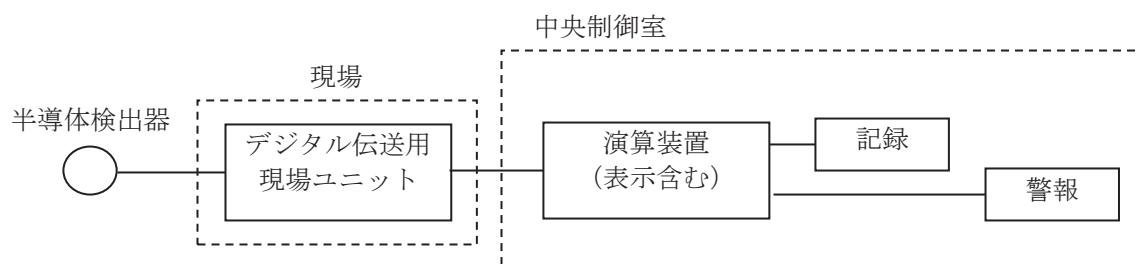 中央制御室
現場
半導体検出器
デジタル伝送用
現場ユニット
演算装置
（表示含む）
記録
警報